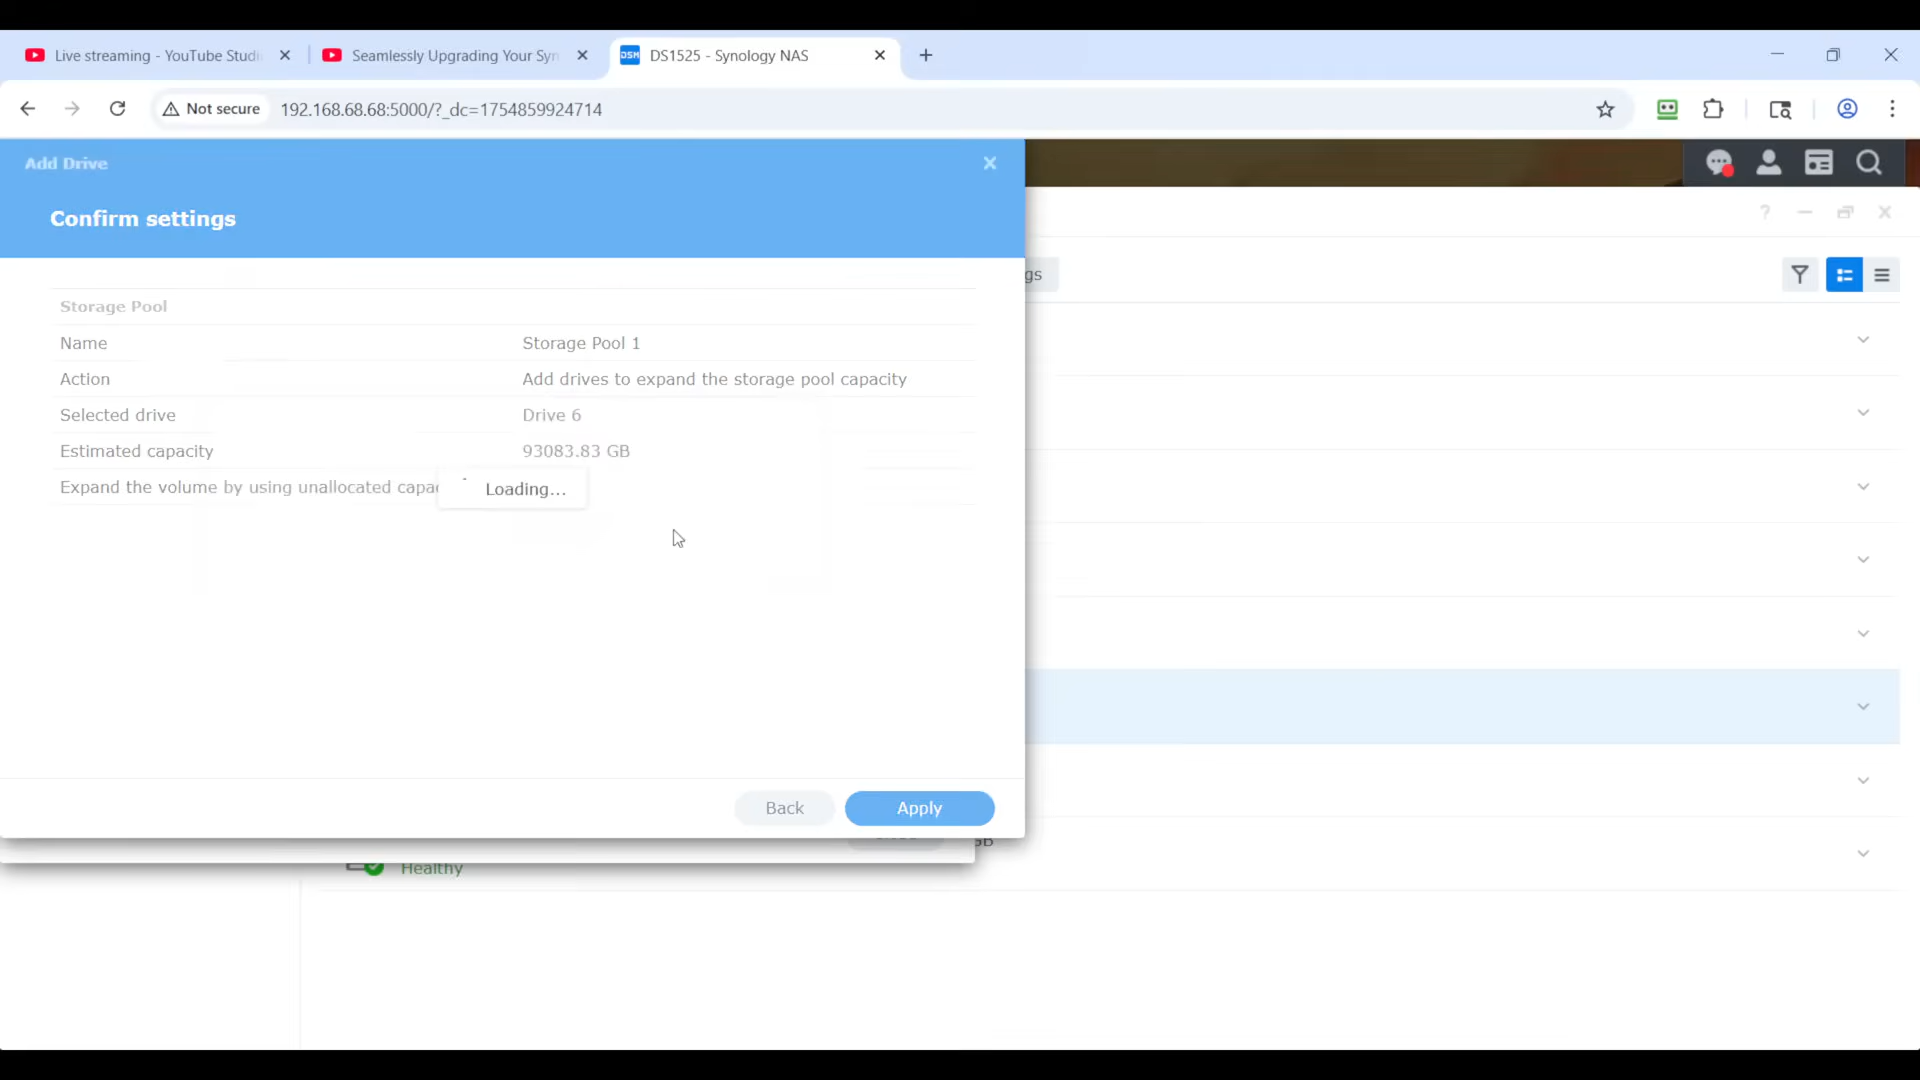 Live streaming - YouTube Studi
Seamlessly Upgrading Your Syn
DS1525 - Synology NAS
Not secure
192.168.68.68:5000/?_dc=1754859924714
Add Drive
Confirm settings
gs
Storage Pool
Name Storage Pool 1
Action Add drives to expand the storage pool capacity
Selected drive Drive 6
Estimated capacity 93083.83 GB
Expand the volume by using unallocated capac
Loading...
Back Apply
GB
Healthy